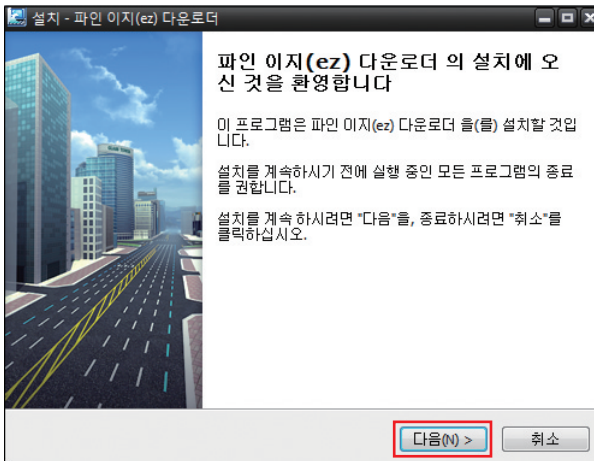 설치 - 파인 이지(ez) 다운로더
파인 이지(ez) 다운로더 의 설치에 오
신 것을 환영합니다
이 프로그램은 파인 이지(ez) 다운로더 을(를) 설치할 것입
니다.
설치를 계속하시기 전에 실행 중인 모든 프로그램의 종료
를 권합니다.
설치를 계속 하시려면 "다음"을, 종료하시려면 "취소"를
클릭하십시오.
다음(N) >
취소